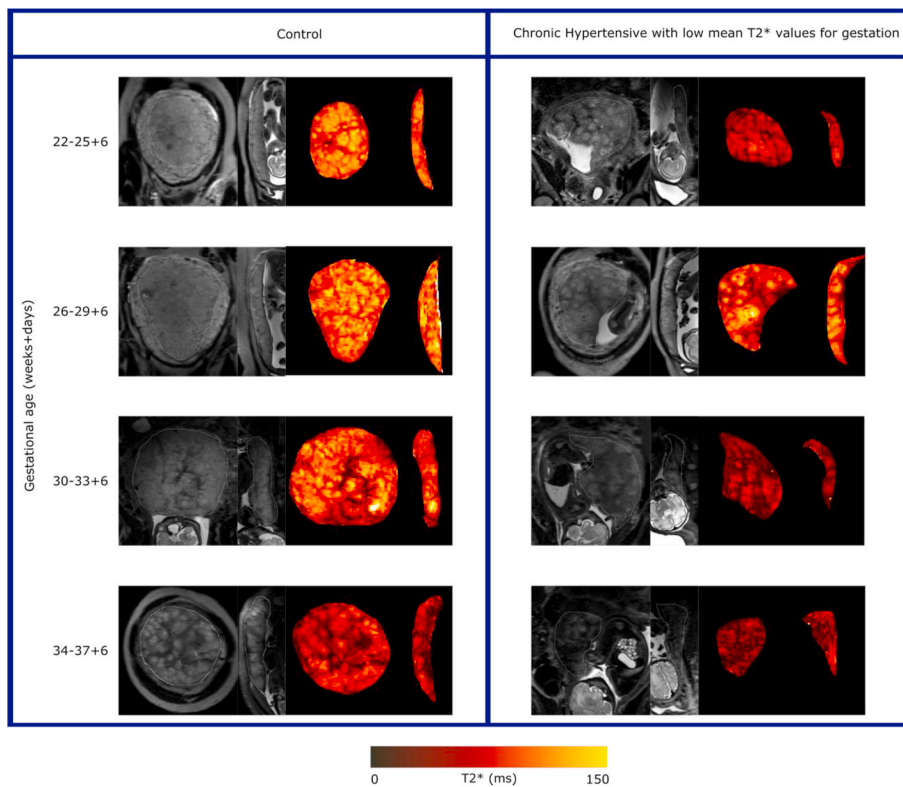 Control
Chronic Hypertensive with low mean T2* values for gestation
Gestational age (weeks+days)
22-25+6
26-29+6
30-33+6
34-37+6
0
T2* (ms)
150